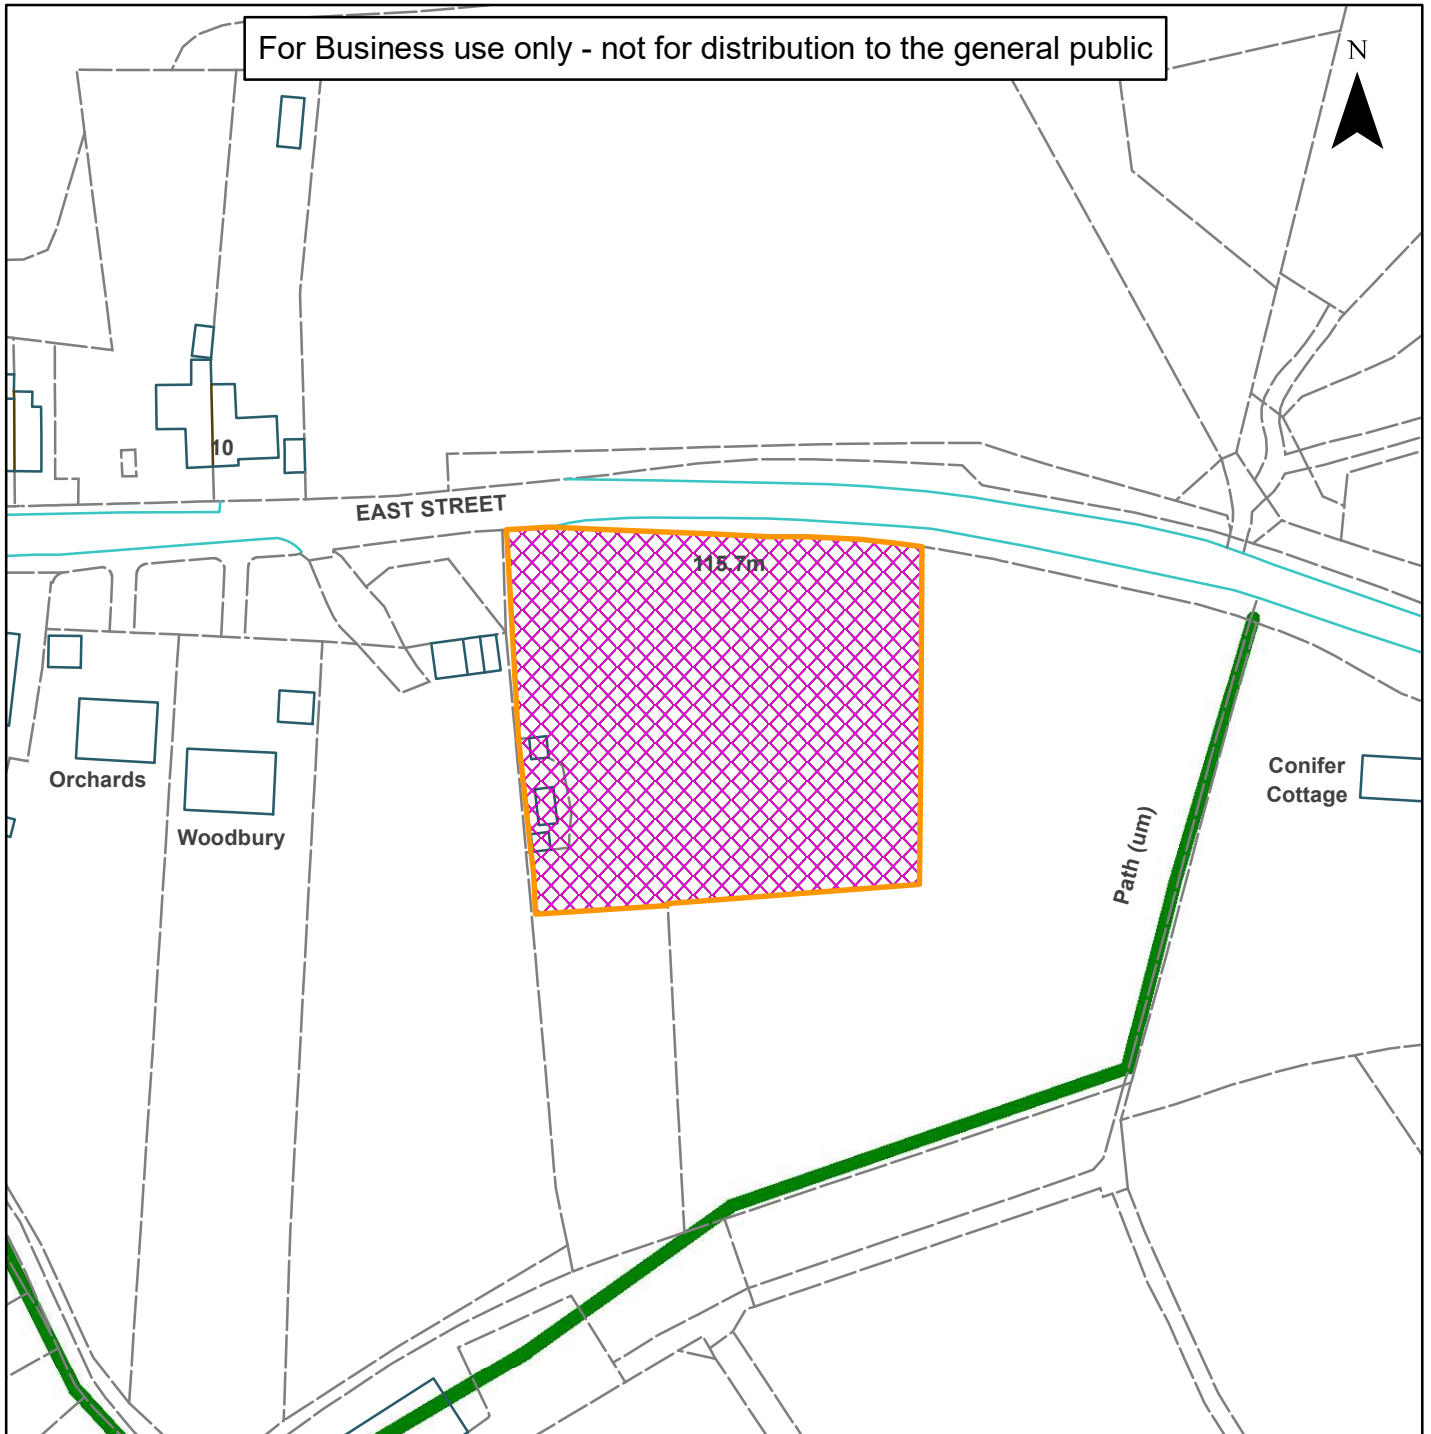 For Business use only - not for distribution to the general public
N
10
EAST STREET
115.7m
Orchards
Woodbury
Conifer
Cottage
Path (um)